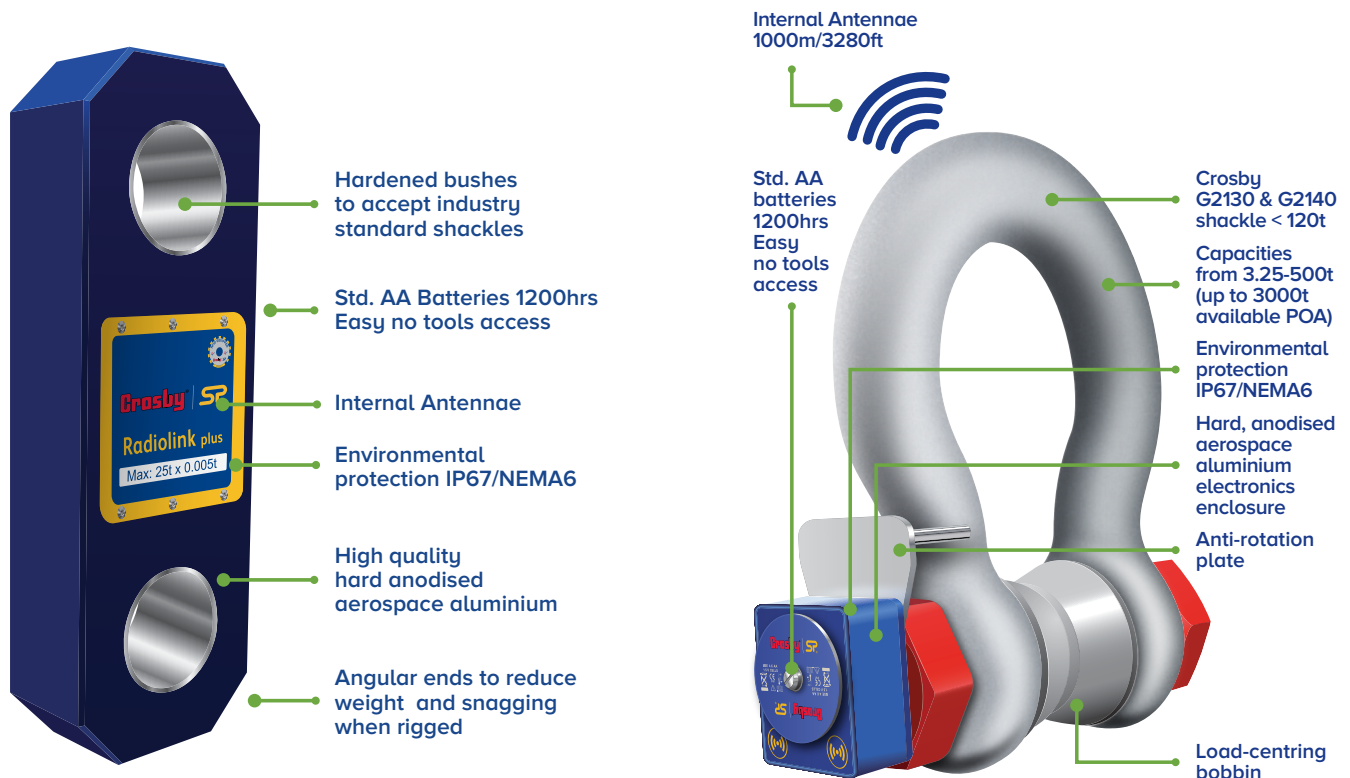 Hardened bushes
to accept industry
standard shackles
Std. AA Batteries 1200hrs
Easy no tools access
Internal Antennae
Environmental
protection IP67/NEMA6
High quality
hard anodised
aerospace aluminium
Angular ends to reduce
weight and snagging
when rigged
Crosby | SP
Radiolink plus
Max: 25t x 0.005t
Internal Antennae
1000m/3280ft
Std. AA
batteries
1200hrs
Easy
no tools
access
Crosby
G2130 & G2140
shackle < 120t
Capacities
from 3.25-500t
(up to 3000t
available POA)
Environmental
protection
IP67/NEMA6
Hard, anodised
aerospace
aluminium
electronics
enclosure
Anti-rotation
plate
Load-centring
bobbin
Crosby | SP
Crosby | SP